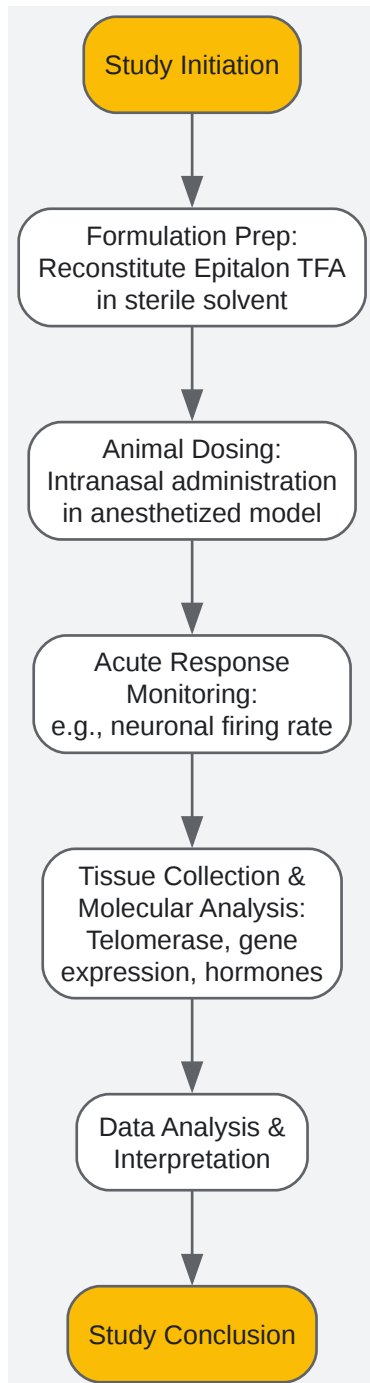 Study Initiation
Formulation Prep:
Reconstitute Epitalon TFA
in sterile solvent
Animal Dosing:
Intranasal administration
in anesthetized model
Acute Response
Monitoring:
e.g., neuronal firing rate
Tissue Collection &
Molecular Analysis:
Telomerase, gene
expression, hormones
Data Analysis &
Interpretation
Study Conclusion